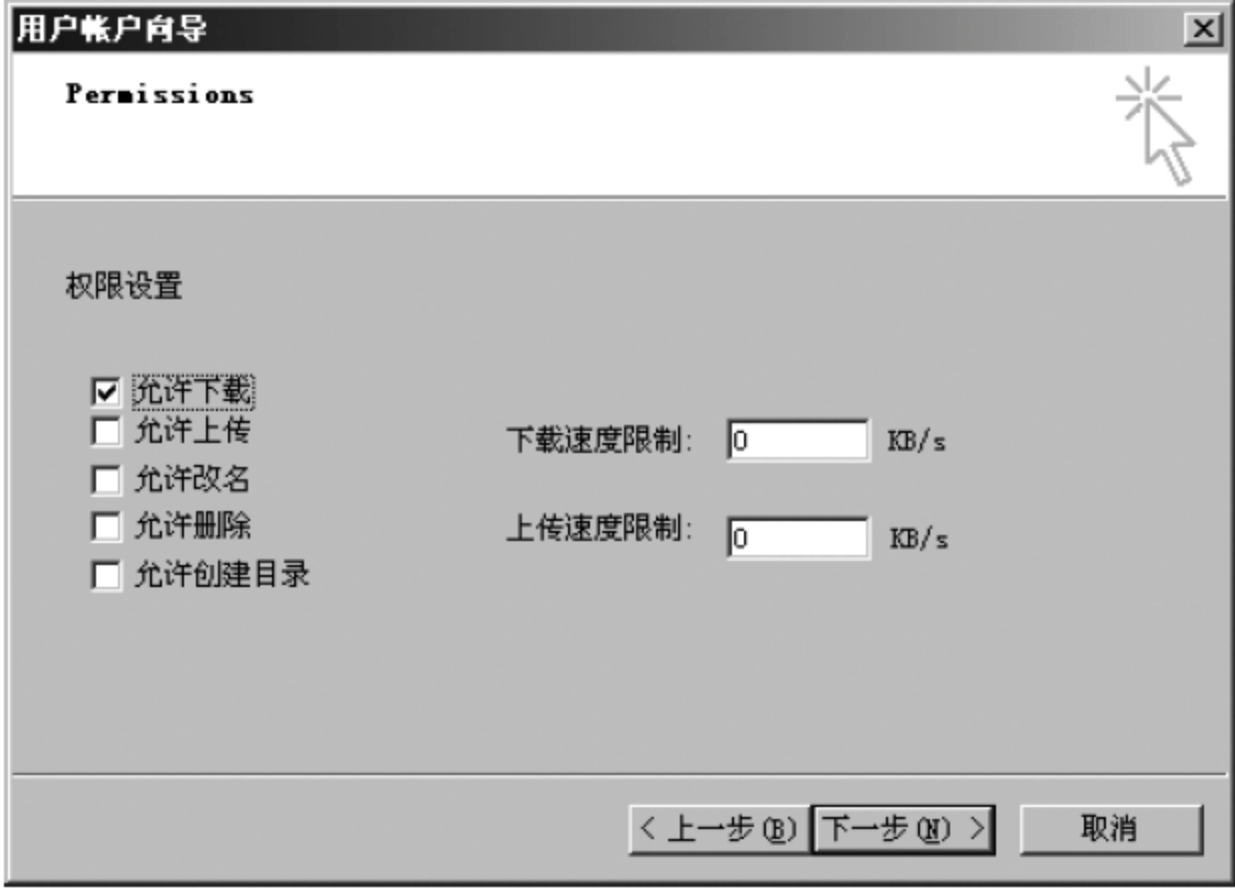 用户帐户向导
Permissions
权限设置
允许下载
允许上传
允许改名
允许删除
允许创建目录
下载速度限制: 0 KB/s
上传速度限制: 0 KB/s
< 上一步(B) 下一步(N) > 取消